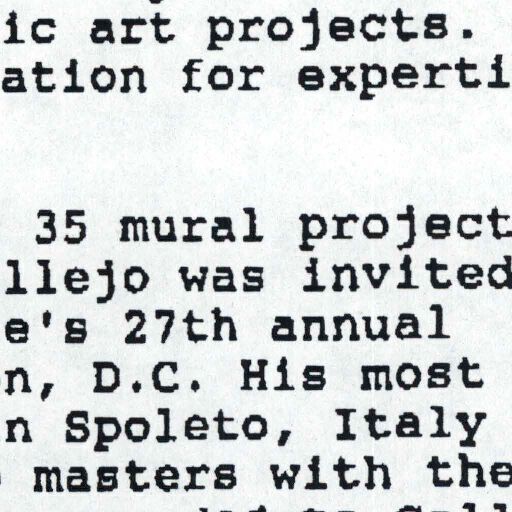 ic art projects.
ation for experti
35 mural project
llejo was invited
e's 27th annual
n, D.C. His most
n Spoleto, Italy
masters with the